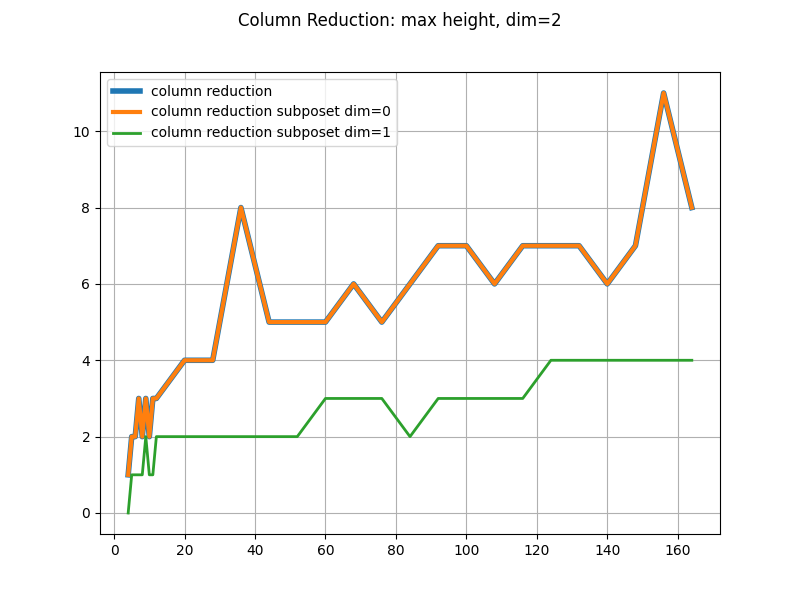 Column Reduction: max height, dim=2
column reduction
column reduction subposet dim=0
column reduction subposet dim=1
10
8
6
4
2
0
0 20 40 60 80 100 120 140 160